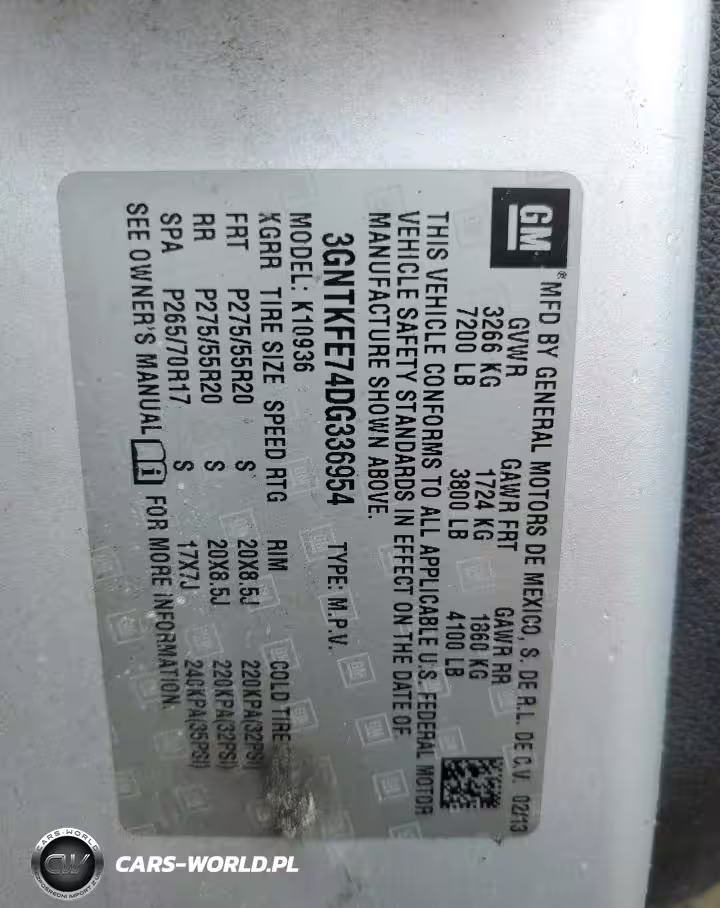 GM
® MFD BY GENERAL MOTORS DE MEXICO, S. DE R.L. DE C.V. 02/13
GVWR GAWR FRT GAWR RR
3266 KG 1724 KG 1860 KG
7200 LB 3800 LB 4100 LB
THIS VEHICLE CONFORMS TO ALL APPLICABLE U.S. FEDERAL MOTOR
VEHICLE SAFETY STANDARDS IN EFFECT ON THE DATE OF
MANUFACTURE SHOWN ABOVE.
3GNTKFE74DG336954 TYPE: M.P.V.
MODEL: K10936
XGRR TIRE SIZE SPEED RTG RIM COLD TIRE
FRT P275/55R20 S 20X8.5J 220KPA(32PSI)
RR P275/55R20 S 20X8.5J 220KPA(32PSI)
SPA P265/70R17 S 17X7J 240KPA(35PSI)
SEE OWNER'S MANUAL FOR MORE INFORMATION.
CARS-WORLD
CW
CARS-WORLD.PL